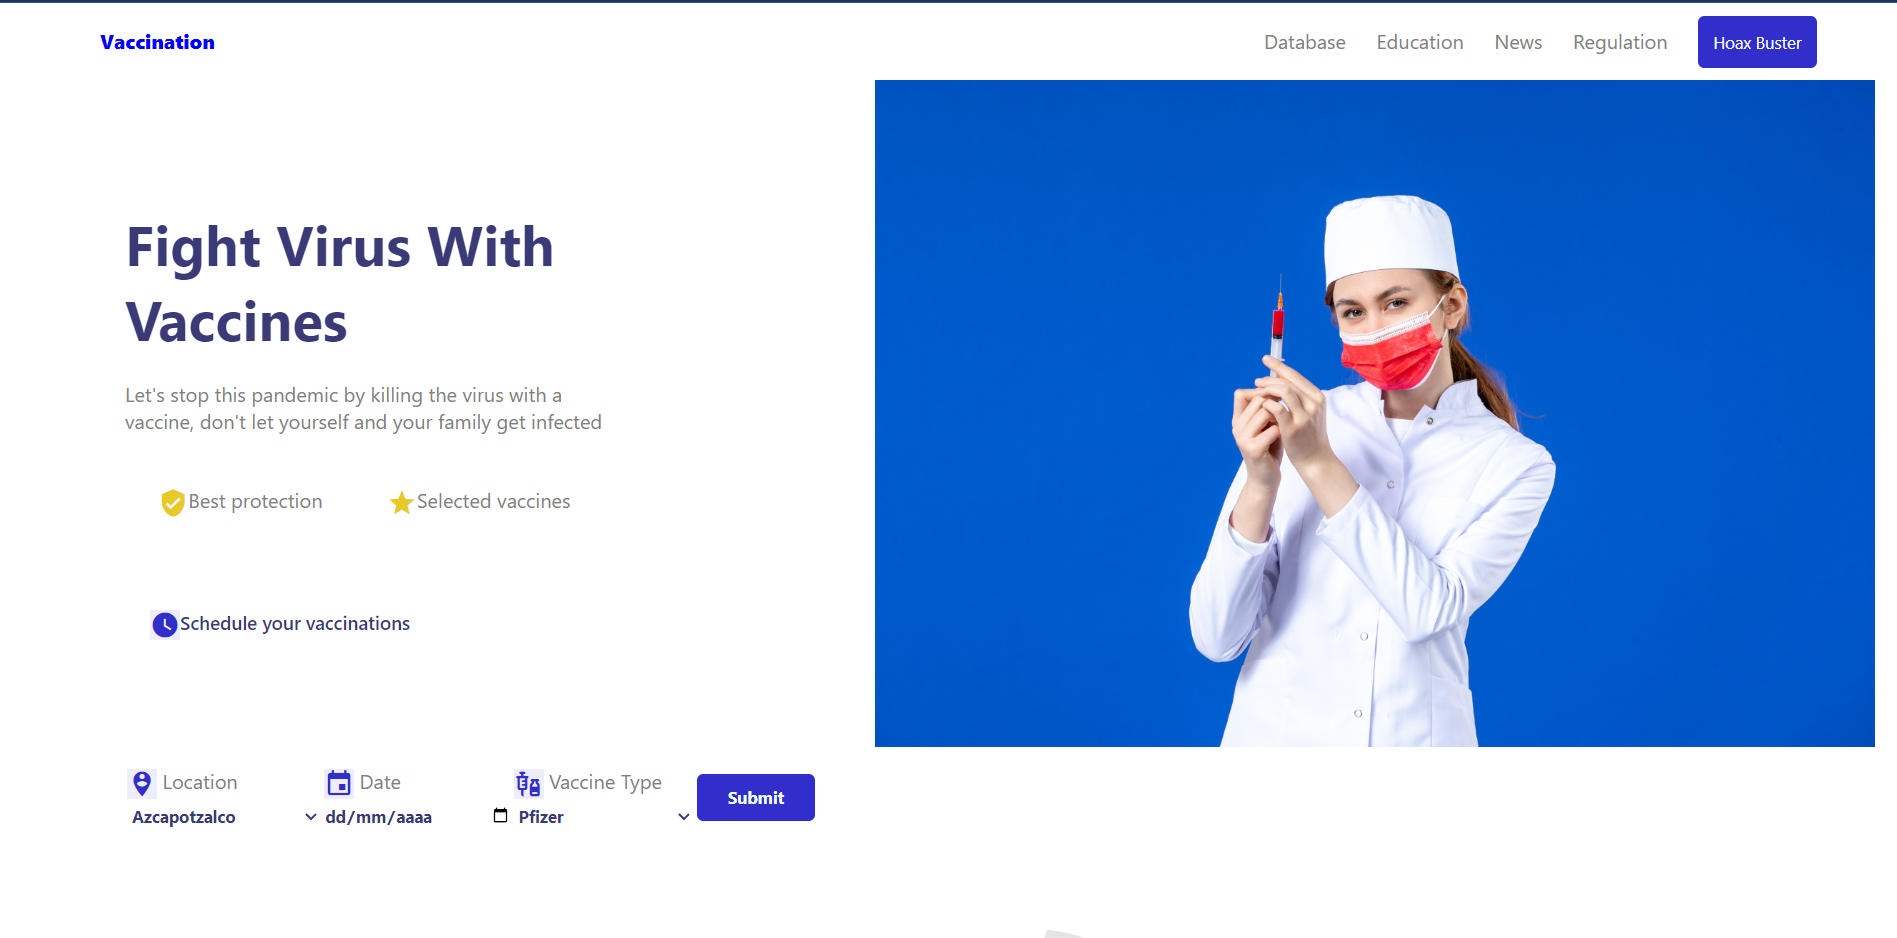 Vaccination
Database
Education
News
Regulation
Hoax Buster
Fight Virus With
Vaccines
Let's stop this pandemic by killing the virus with a
vaccine, don't let yourself and your family get infected
Best protection
Selected vaccines
Schedule your vaccinations
Location
Date
Vaccine Type
Azcapotzalco
dd/mm/aaaa
Pfizer
Submit